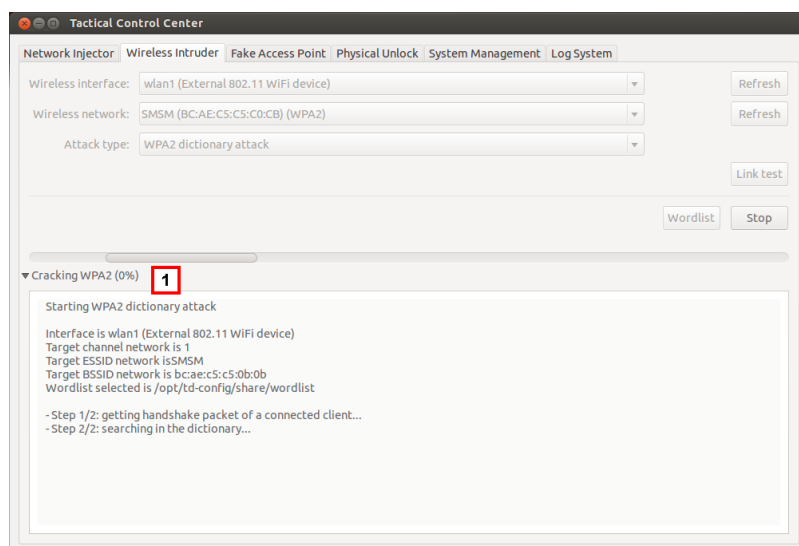 Tactical Control Center
Network Injector Wireless Intruder Fake Access Point Physical Unlock System Management Log System
Wireless interface: wlan1 (External 802.11 WiFi device) Refresh
Wireless network: SMSM (BC:AE:C5:C5:C0:CB) (WPA2) Refresh
Attack type: WPA2 dictionary attack
Link test
Wordlist Stop
Cracking WPA2 (0%) 1
Starting WPA2 dictionary attack
Interface is wlan1 (External 802.11 WiFi device)
Target channel network is 1
Target ESSID network isSMSM
Target BSSID network is bc:ae:c5:c5:0b:0b
Wordlist selected is /opt/td-config/share/wordlist
- Step 1/2: getting handshake packet of a connected client...
- Step 2/2: searching in the dictionary...